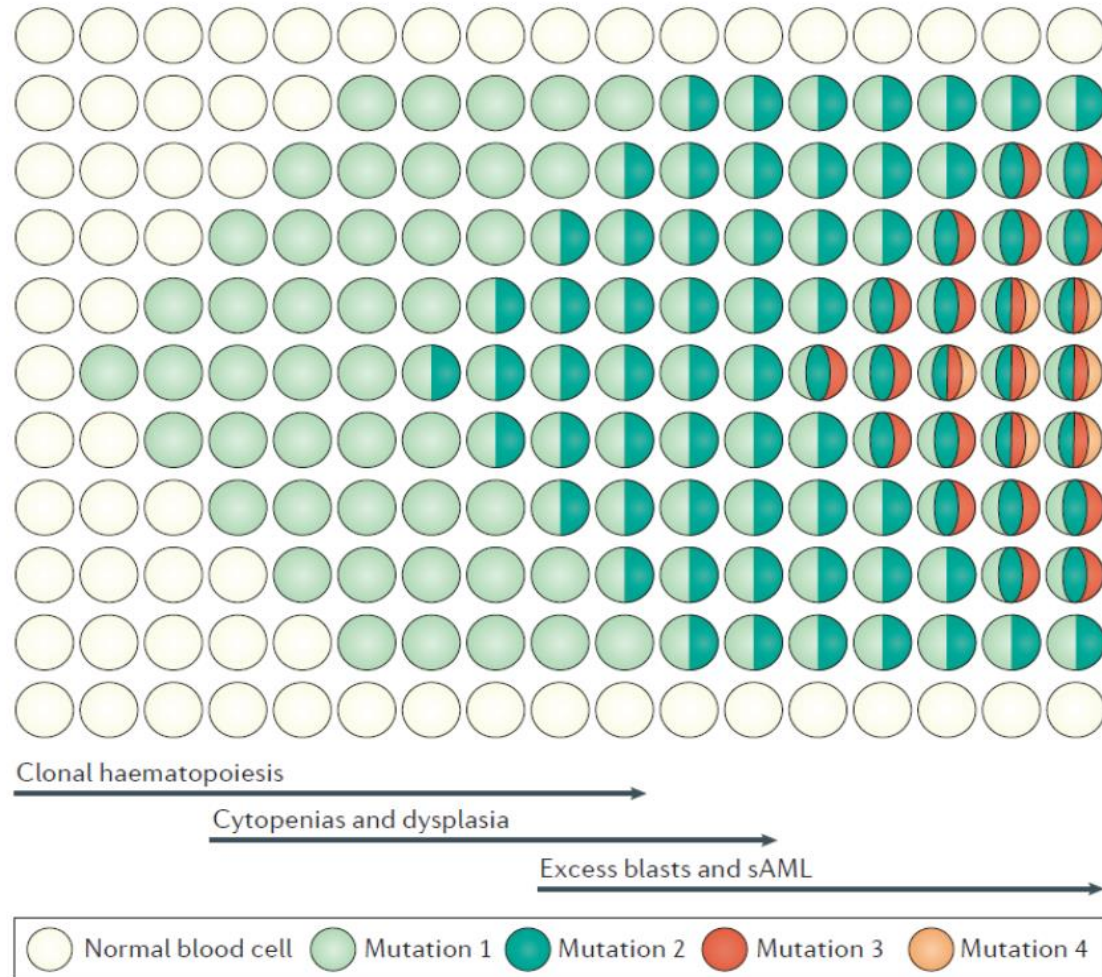 Clonal haematopoiesis
Cytopenias and dysplasia
Excess blasts and sAML
Normal blood cell Mutation 1 Mutation 2 Mutation 3 Mutation 4